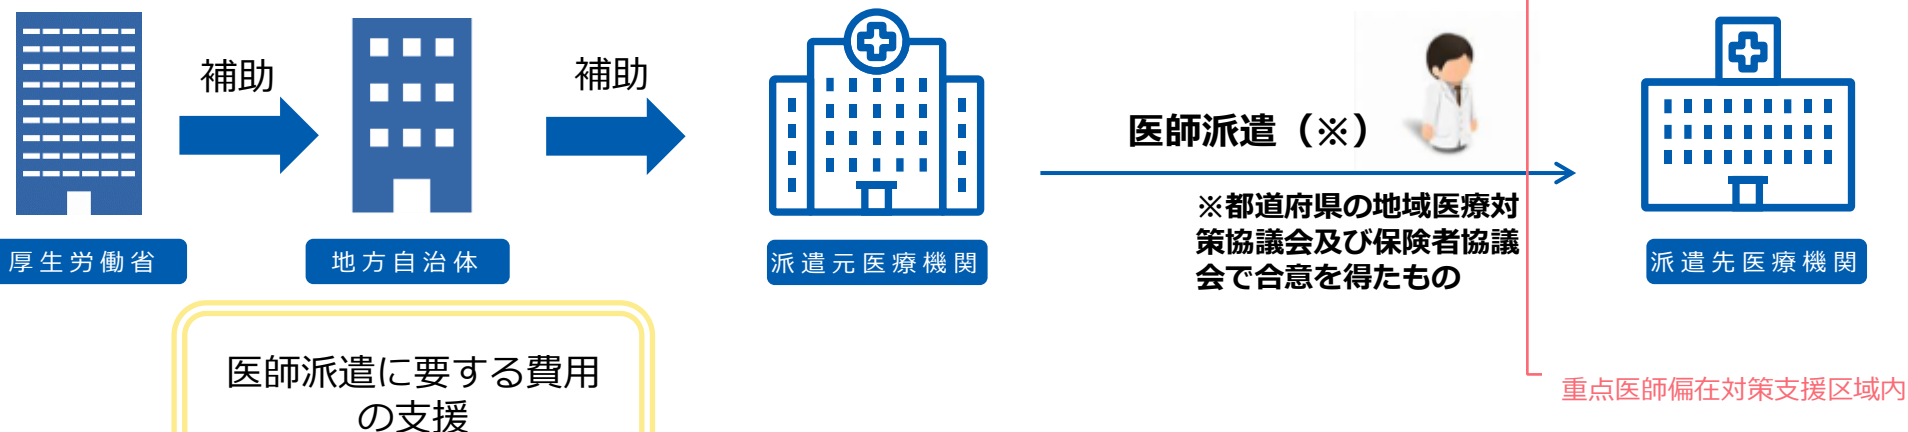 補助
補助
医師派遣（※）
※都道府県の地域医療対
策協議会及び保険者協議
会で合意を得たもの
厚生労働省
地方自治体
派遣元医療機関
派遣先医療機関
医師派遣に要する費用
の支援
重点医師偏在対策支援区域内